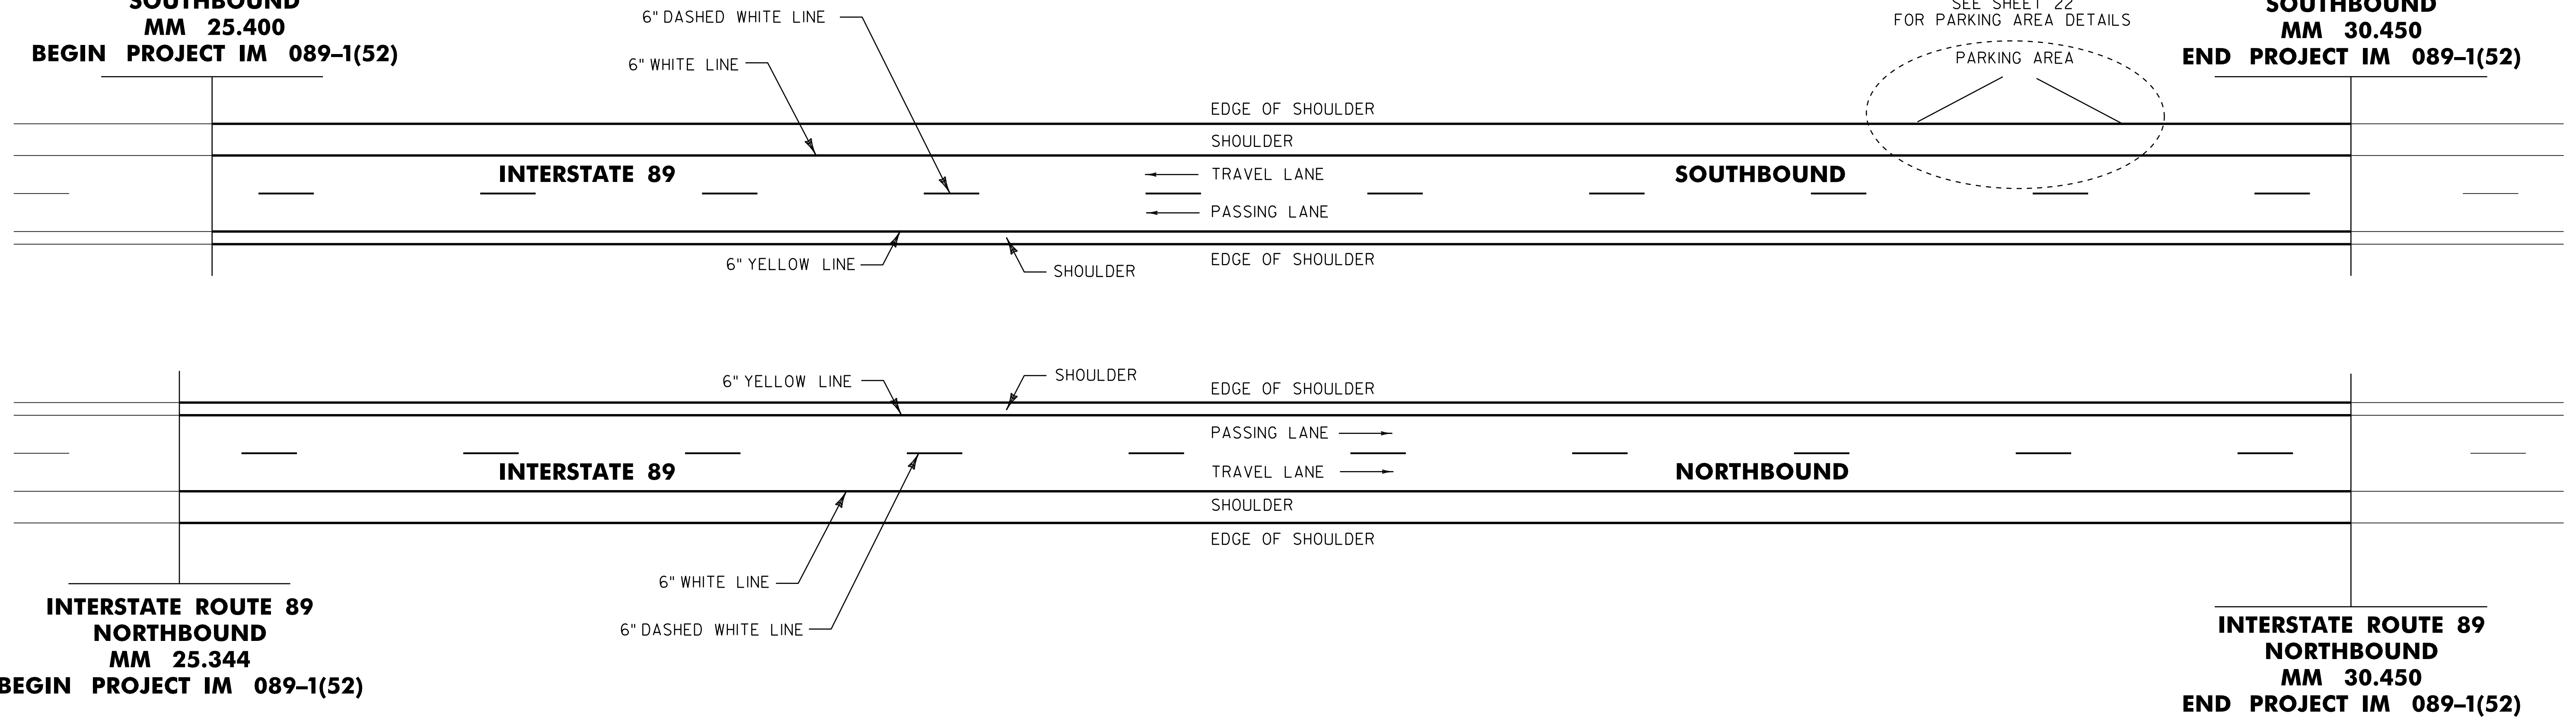 SOUTHBOUND
MM 25.400
BEGIN PROJECT IM 089–1(52)
6" DASHED WHITE LINE
6" WHITE LINE
SEE SHEET 22
FOR PARKING AREA DETAILS
PARKING AREA
SOUTHBOUND
MM 30.450
END PROJECT IM 089–1(52)
EDGE OF SHOULDER
SHOULDER
INTERSTATE 89
TRAVEL LANE
SOUTHBOUND
PASSING LANE
6" YELLOW LINE
SHOULDER
EDGE OF SHOULDER
6" YELLOW LINE
SHOULDER
EDGE OF SHOULDER
PASSING LANE
INTERSTATE 89
TRAVEL LANE
NORTHBOUND
SHOULDER
EDGE OF SHOULDER
6" WHITE LINE
6" DASHED WHITE LINE
INTERSTATE ROUTE 89
NORTHBOUND
MM 25.344
BEGIN PROJECT IM 089–1(52)
INTERSTATE ROUTE 89
NORTHBOUND
MM 30.450
END PROJECT IM 089–1(52)